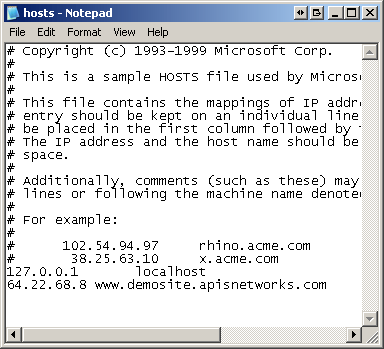 hosts - Notepad
File Edit Format View Help
# Copyright (c) 1993-1999 Microsoft Corp.
#
# This is a sample HOSTS file used by Micros
#
# This file contains the mappings of IP addr
# entry should be kept on an individual line
# be placed in the first column followed by
# The IP address and the host name should be
# space.
#
# Additionally, comments (such as these) may
# lines or following the machine name denote
#
# For example:
#
# 102.54.94.97 rhino.acme.com
# 38.25.63.10 x.acme.com
127.0.0.1 localhost
64.22.68.8 www.demosite.apisnetworks.com